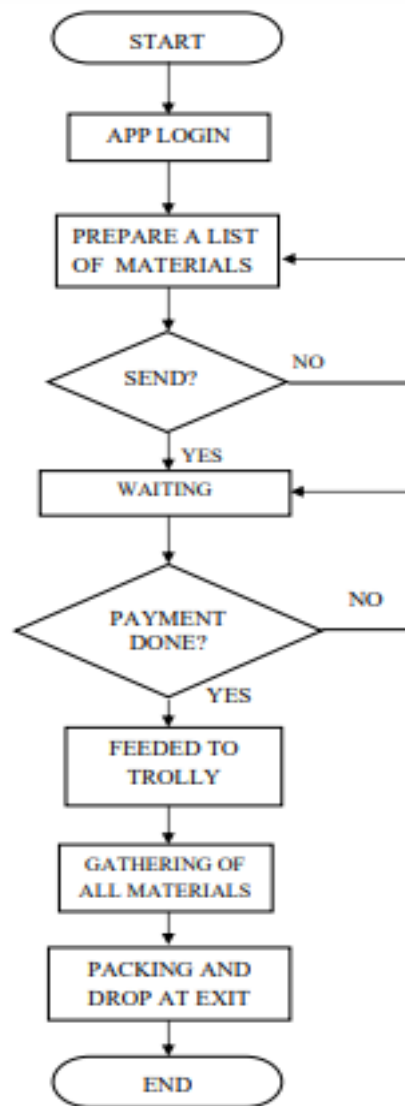 START
APP LOGIN
PREPARE A LIST
OF MATERIALS
SEND?
NO
YES
WAITING
PAYMENT
DONE?
NO
YES
FEEDED TO
TROLLY
GATHERING OF
ALL MATERIALS
PACKING AND
DROP AT EXIT
END